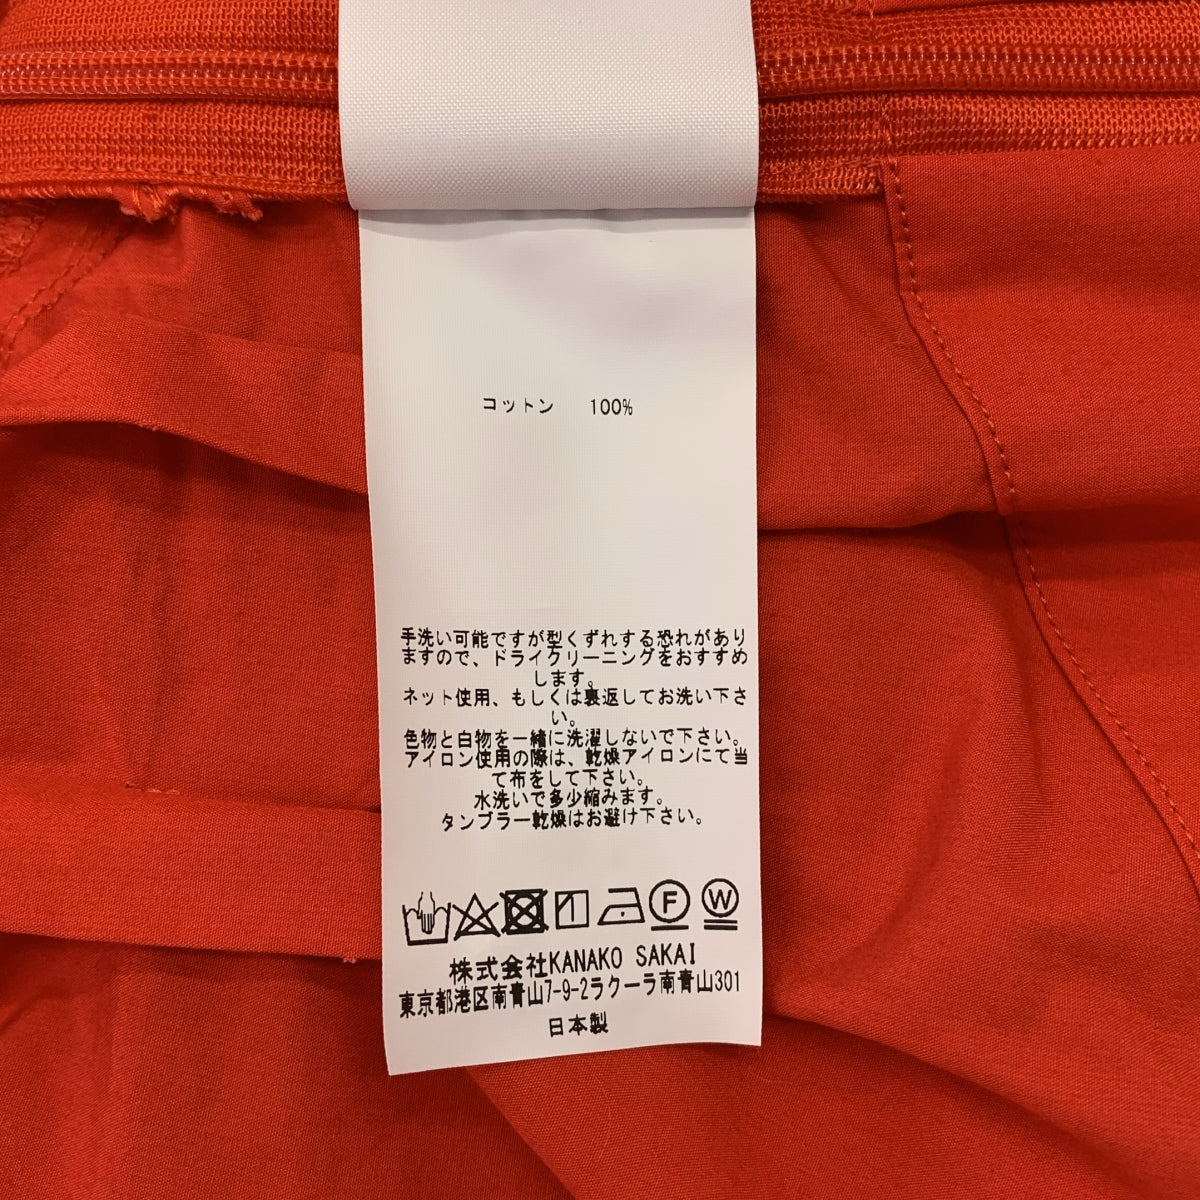 コットン 100%
手洗い可能ですが型くずれする恐れがあり
ますので、ドライクリーニングをおすすめ
します。
ネット使用、もしくは裏返してお洗い下さ
い。
色物と白物を一緒に洗濯しないで下さい。
アイロン使用の際は、乾燥アイロンにて当
て布をして下さい。
水洗いで多少縮みます。
タンブラー乾燥はお避け下さい。
F W
株式会社KANAKO SAKAI
東京都港区南青山7-9-2ラクーラ南青山301
日本製